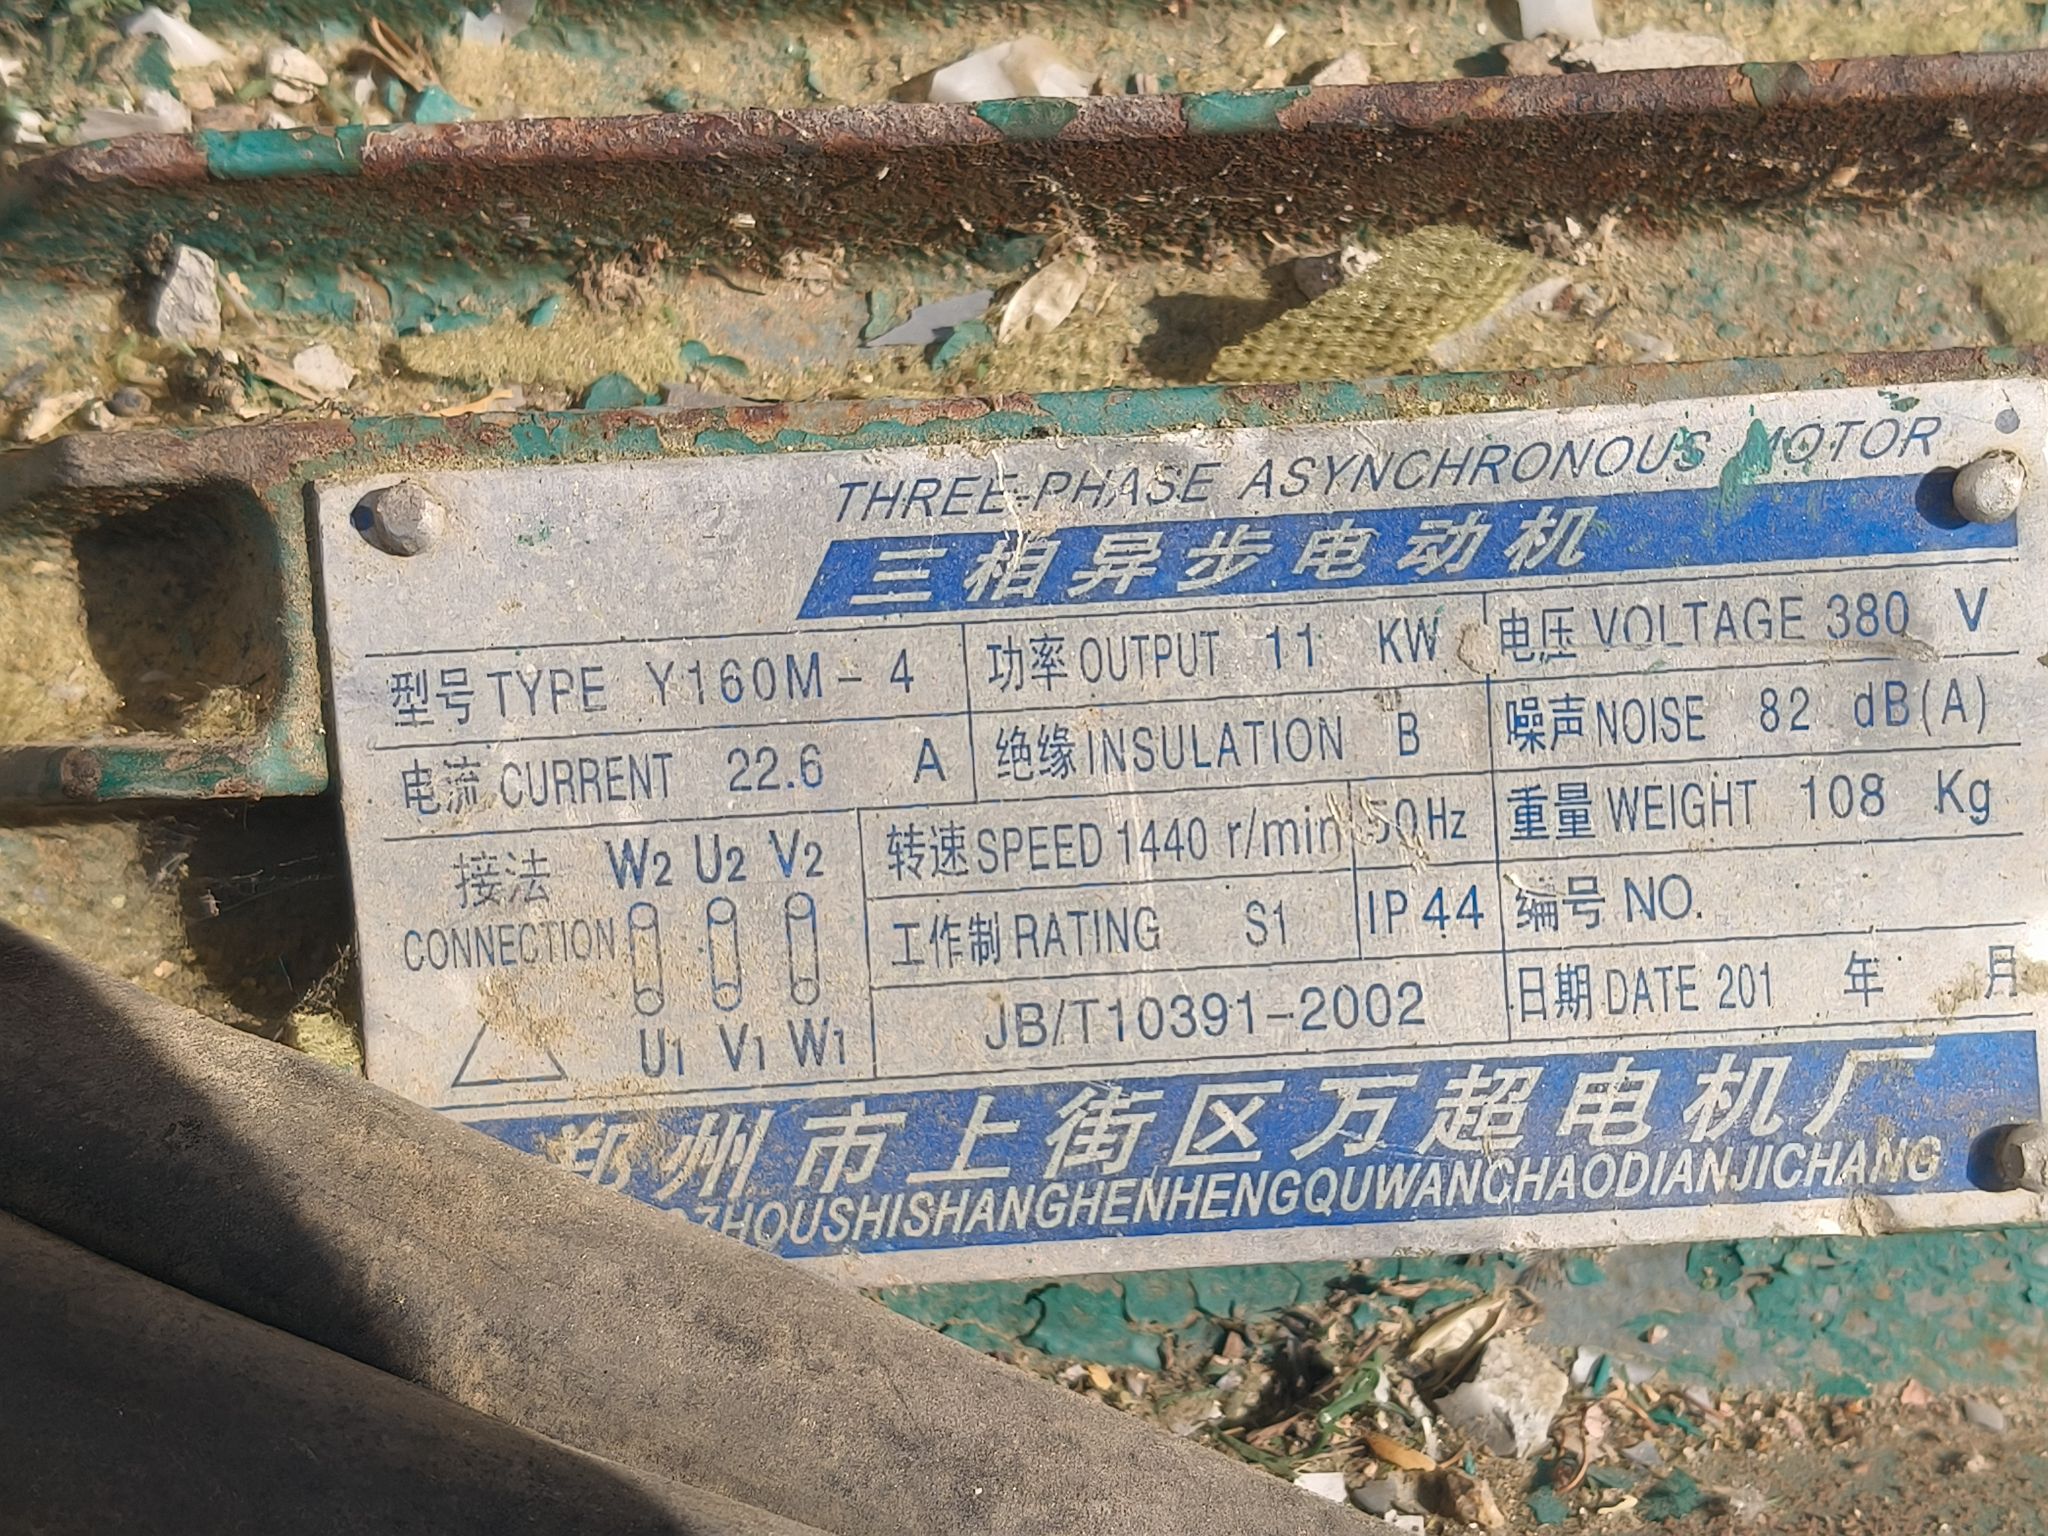 THREE-PHASE ASYNCHRONOUS MOTOR
三相异步电动机
型号 TYPE Y160M-4 功率 OUTPUT 11 KW 电压 VOLTAGE 380 V
电流 CURRENT 22.6 A 绝缘 INSULATION B 噪声 NOISE 82 dB(A)
接法 CONNECTION △ W2 U2 V2 U1 V1 W1
转速 SPEED 1440 r/min 50Hz 重量 WEIGHT 108 Kg
工作制 RATING S1 IP44 编号 NO.
JB/T10391-2002 日期 DATE 201 年 月
郑州市上街区万超电机厂
ZHOUSHISHANGHENHENGQUWANCHAODIANJICHANG